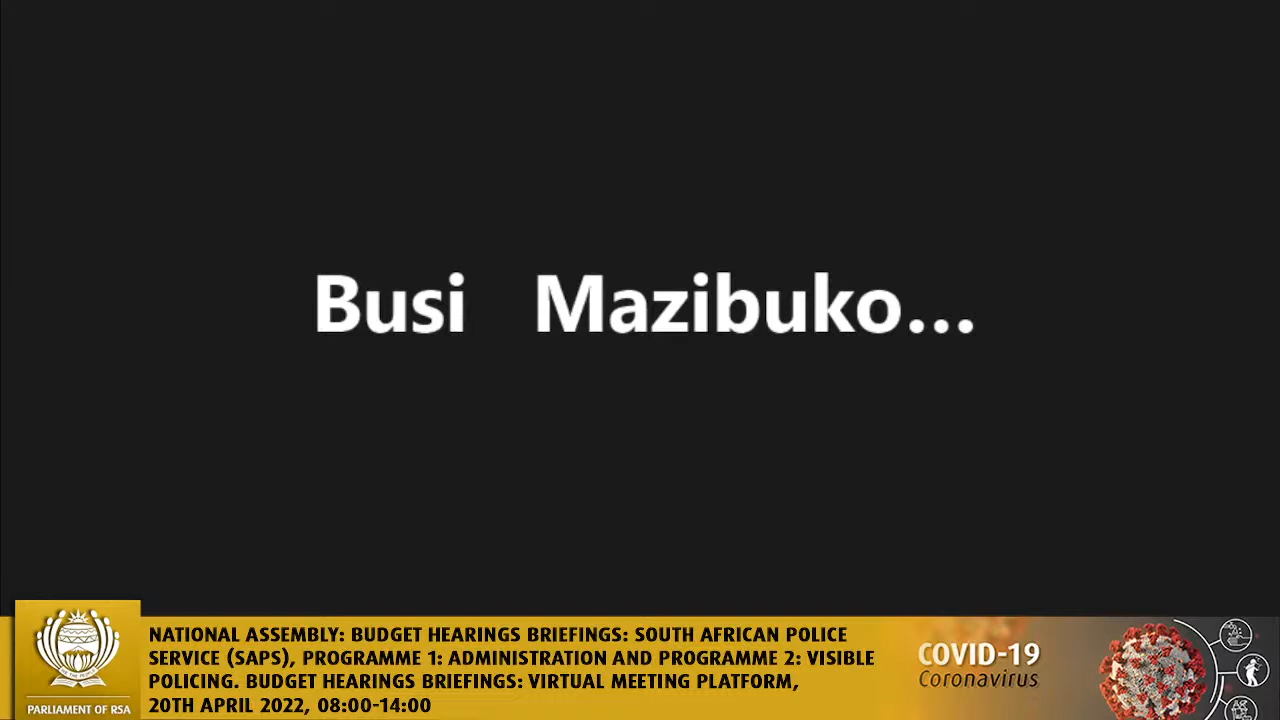 Busi Mazibuko...
NATIONAL ASSEMBLY: BUDGET HEARINGS BRIEFINGS: SOUTH AFRICAN POLICE
SERVICE (SAPS), PROGRAMME 1: ADMINISTRATION AND PROGRAMME 2: VISIBLE
POLICING. BUDGET HEARINGS BRIEFINGS: VIRTUAL MEETING PLATFORM,
20TH APRIL 2022, 08:00-14:00
PARLIAMENT OF RSA
COVID-19
Coronavirus